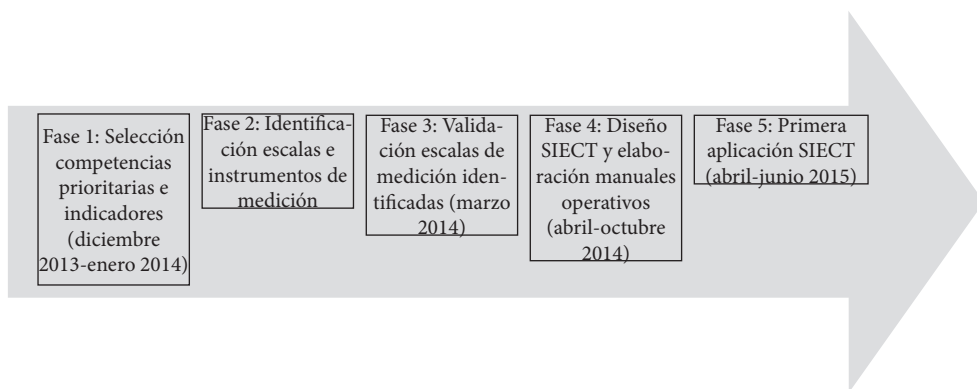 Fase 1: Selección
competencias
prioritarias e
indicadores
(diciembre
2013-enero 2014)
Fase 2: Identifica-
ción escalas e
instrumentos de
medición
Fase 3: Valida-
ción escalas de
medición iden-
tificadas (marzo
2014)
Fase 4: Diseño
SIECT y elabo-
ración manuales
operativos
(abril-octubre
2014)
Fase 5: Primera
aplicación SIECT
(abril-junio 2015)